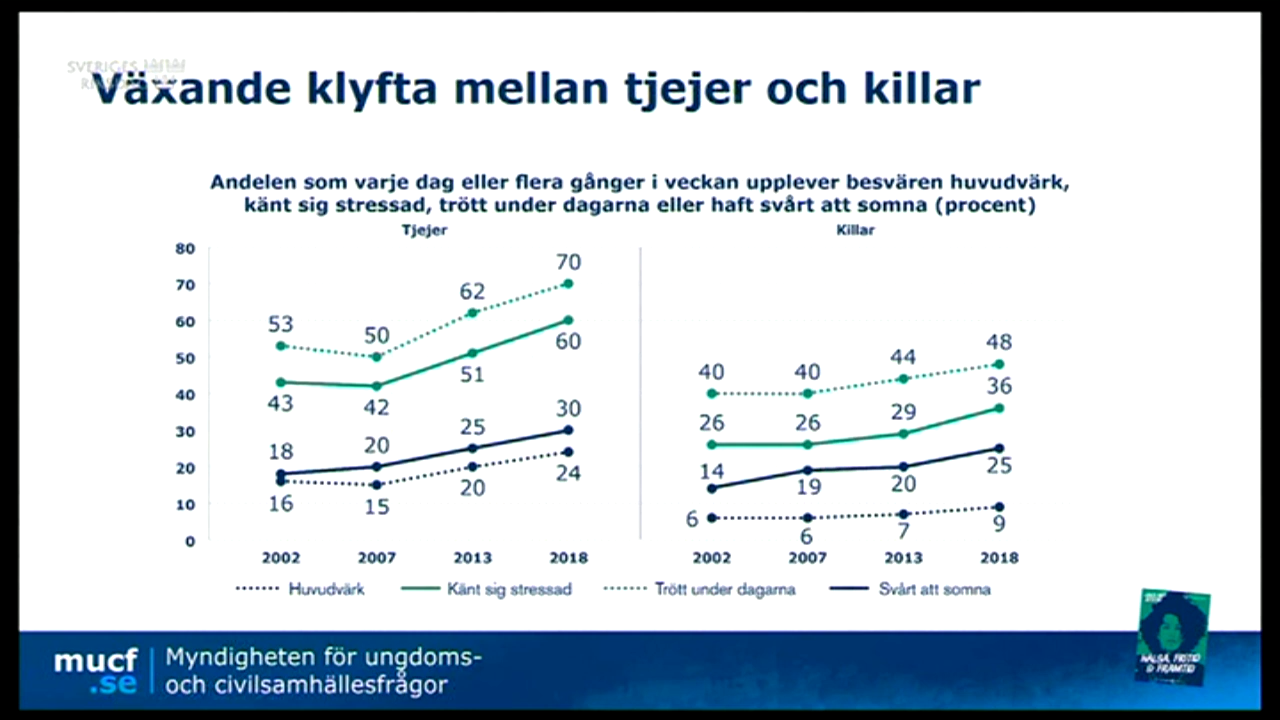 SVERIGES
RIKSDAG
Växande klyfta mellan tjejer och killar
Andelen som varje dag eller flera gånger i veckan upplever besvären huvudvärk,
känt sig stressad, trött under dagarna eller haft svårt att somna (procent)
Tjejer Killar
80
70
60
50
40
30
20
10
0
53 50 62 70
43 42 51 60
18 20 25 30
16 15 20 24
40 40 44 48
26 26 29 36
14 19 20 25
6 6 7 9
2002 2007 2013 2018 2002 2007 2013 2018
Huvudvärk Känt sig stressad Trött under dagarna Svårt att somna
mucf
.se
Myndigheten för ungdoms-
och civilsamhällesfrågor
HÄLSA, FRITID
& FRAMTID